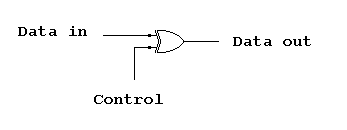 Data in
Data out
Control